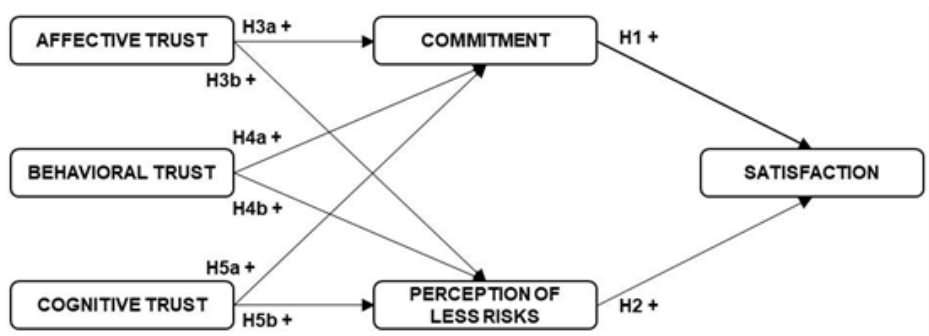 AFFECTIVE TRUST
H3a +
COMMITMENT
H1 +
H3b +
H4a +
BEHAVIORAL TRUST
SATISFACTION
H4b +
H5a +
COGNITIVE TRUST
H5b +
PERCEPTION OF
LESS RISKS
H2 +